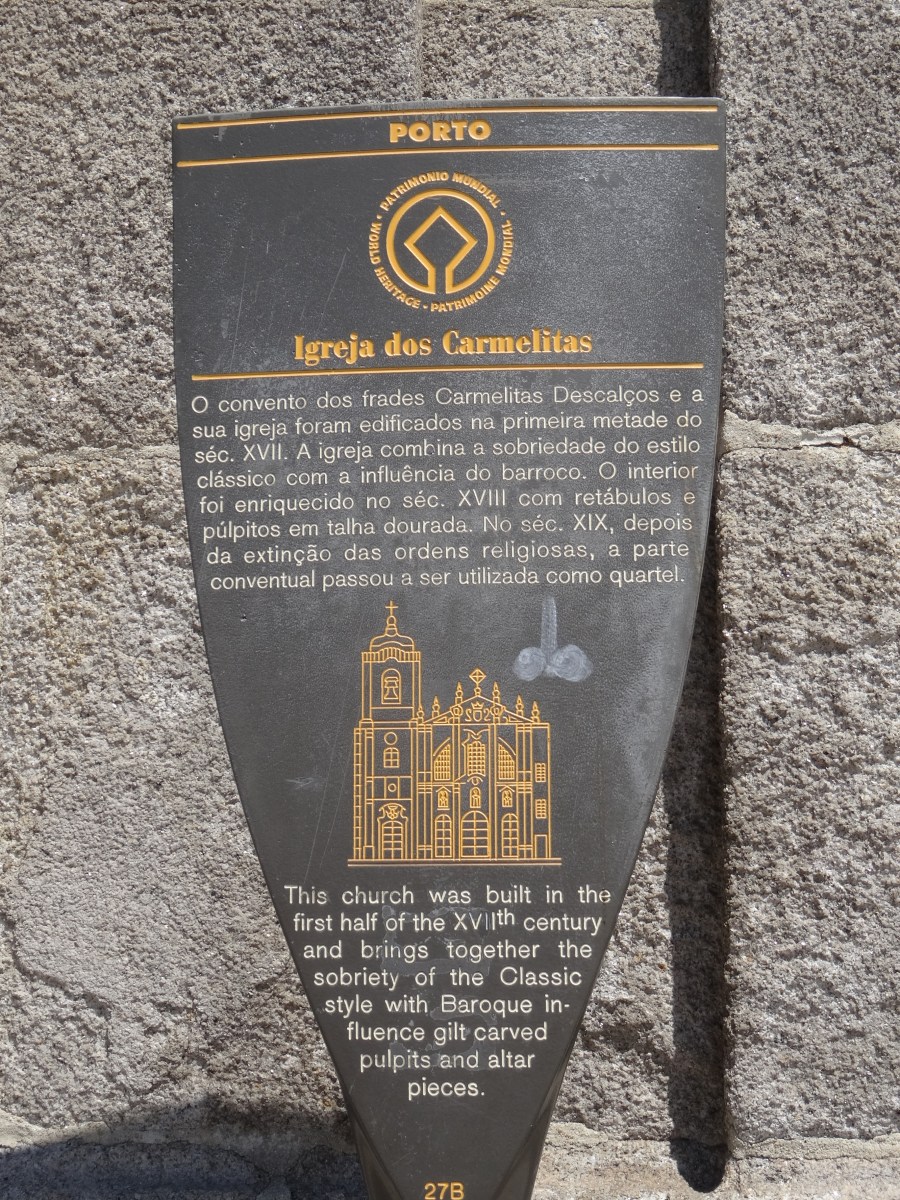 PORTO
PATRIMONIO MUNDIAL · WORLD HERITAGE · PATRIMOINE MONDIAL ·
Igreja dos Carmelitas
O convento dos frades Carmelitas Descalços e a
sua igreja foram edificados na primeira metade do
séc. XVII. A igreja combina a sobriedade do estilo
clássico com a influência do barroco. O interior
foi enriquecido no séc. XVIII com retábulos e
púlpitos em talha dourada. No séc. XIX, depois
da extinção das ordens religiosas, a parte
conventual passou a ser utilizada como quartel.
This church was built in the
first half of the XVIIth century
and brings together the
sobriety of the Classic
style with Baroque in-
fluence gilt carved
pulpits and altar
pieces.
27B